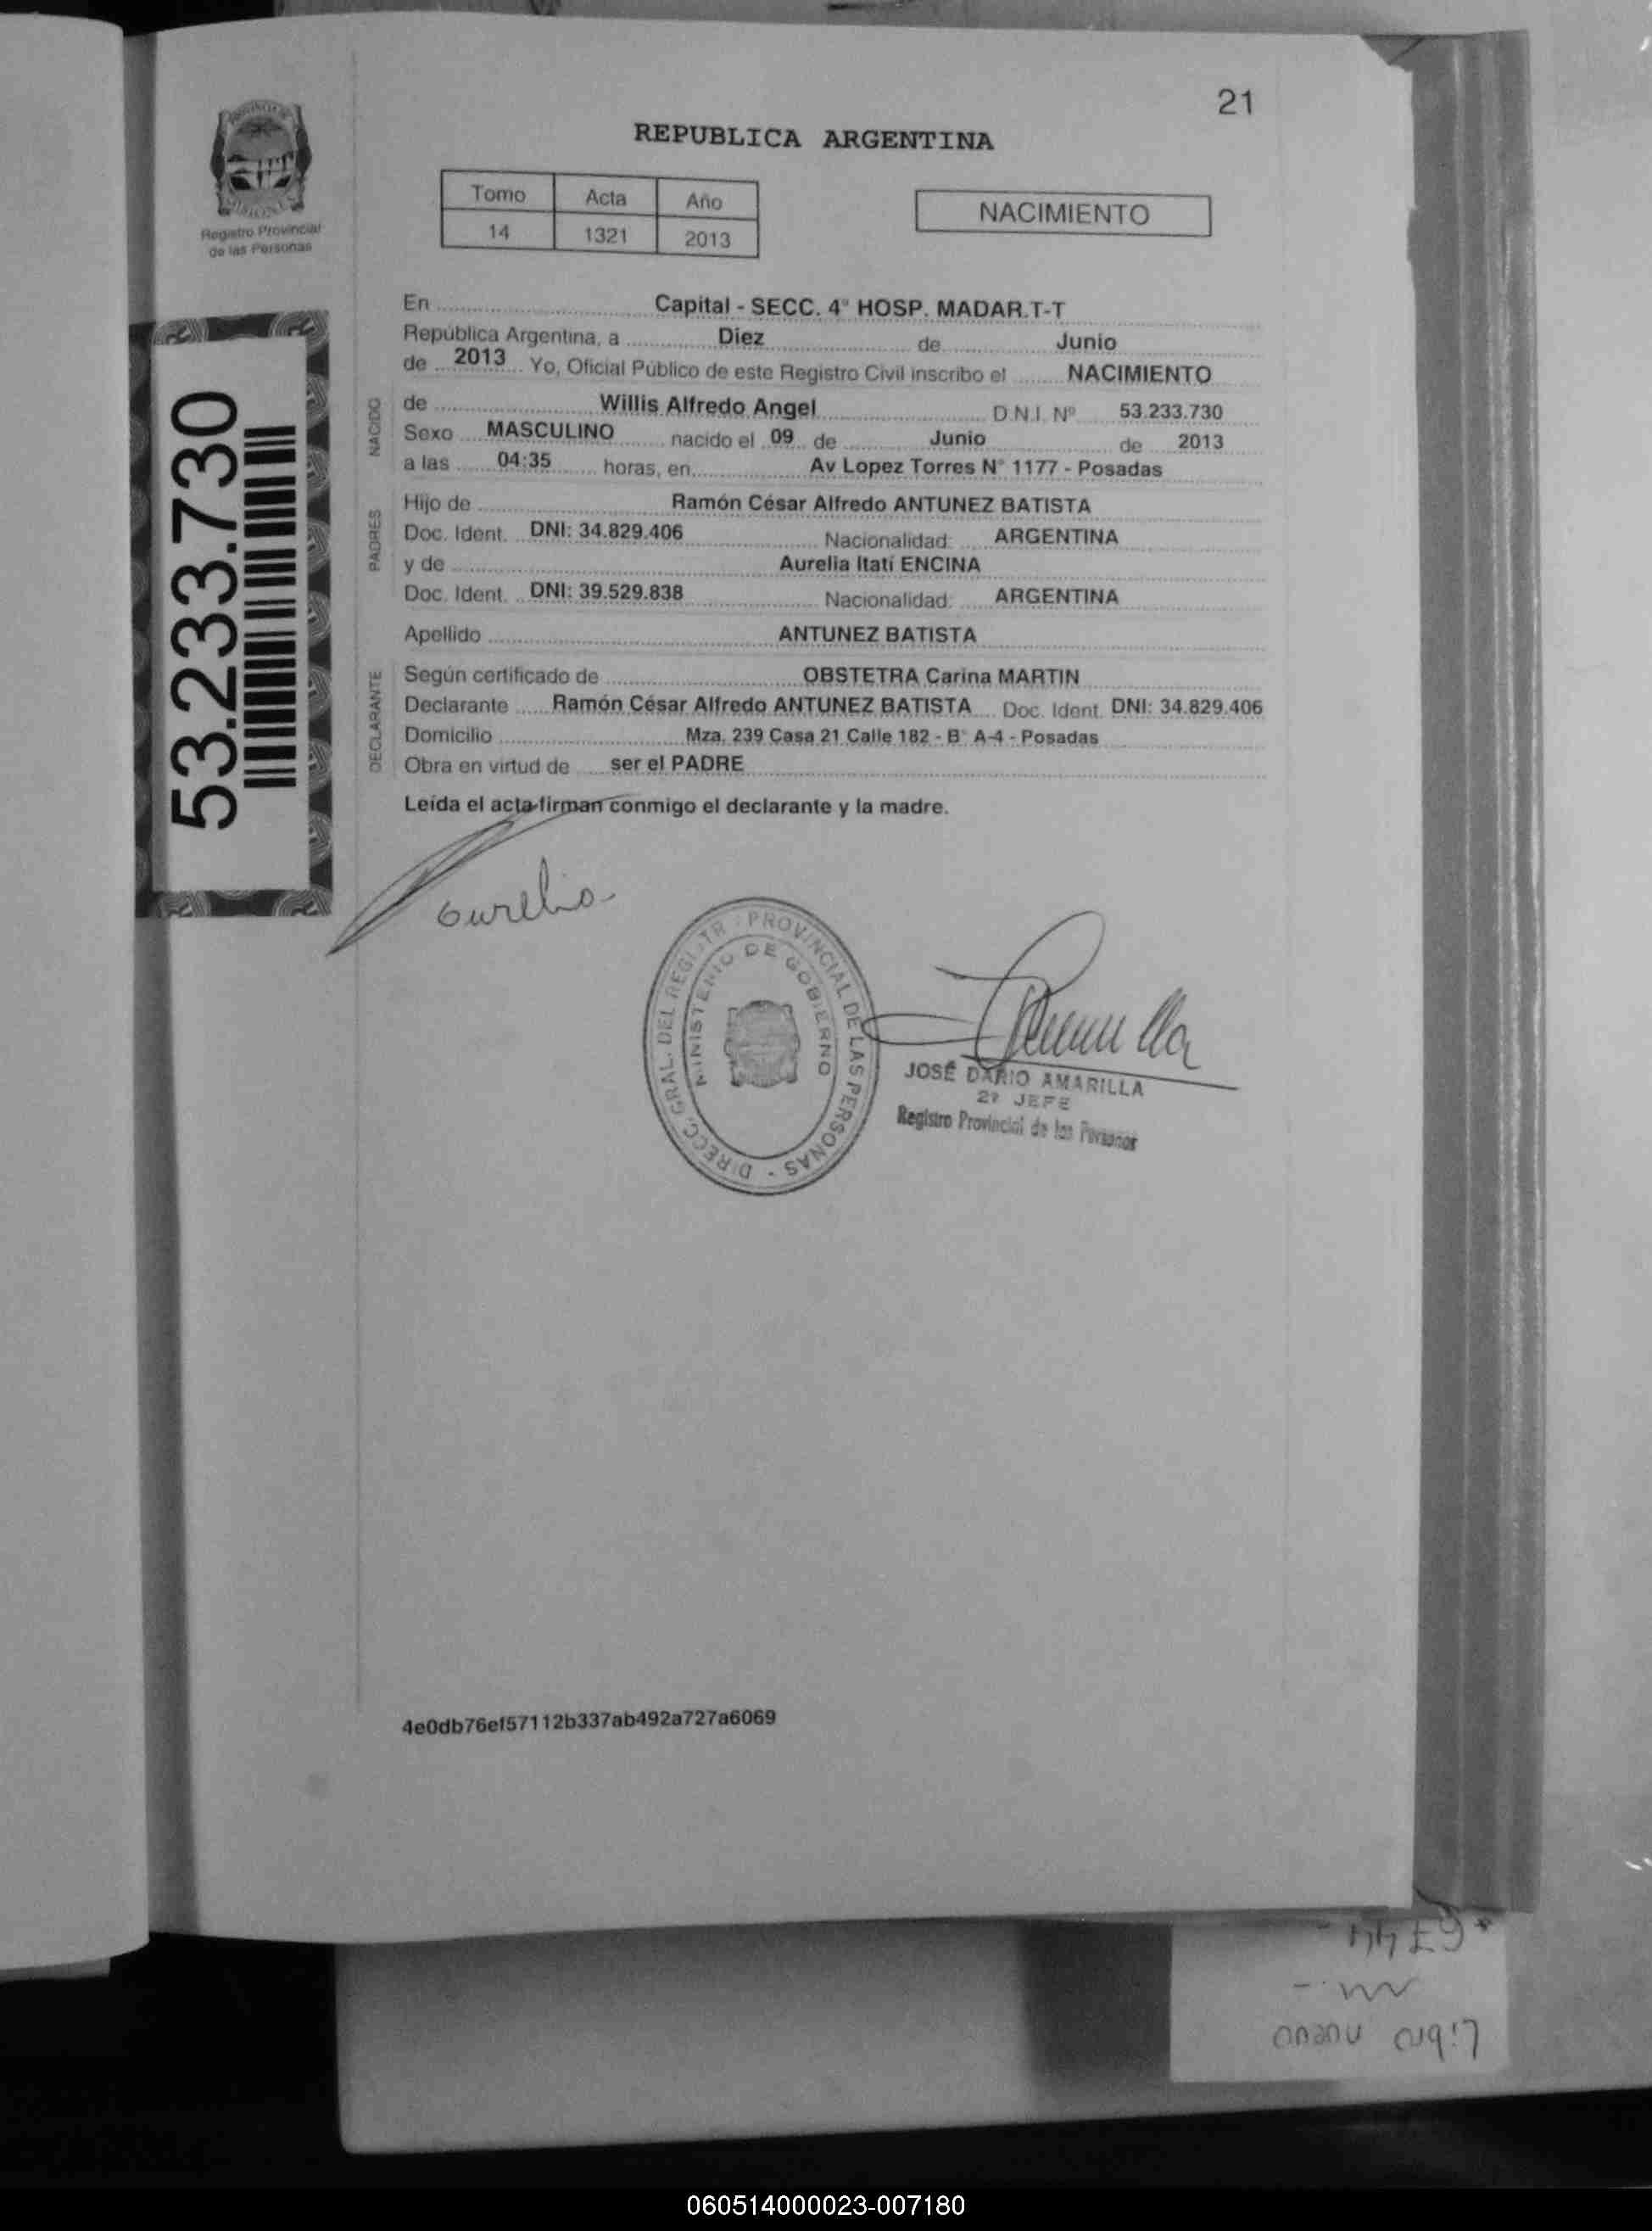 21
REPUBLICA ARGENTINA
Registro Provincial
de las Personas
Tomo Acta Año
14 1321 2013
NACIMIENTO
53.233.730
En Capital - SECC. 4° HOSP. MADAR.T-T
República Argentina, a Diez de Junio
de 2013 Yo, Oficial Público de este Registro Civil inscribo el NACIMIENTO
NACIDO
de Willis Alfredo Angel D.N.I. Nº 53.233.730
Sexo MASCULINO nacido el 09 de Junio de 2013
a las 04:35 horas, en Av Lopez Torres N° 1177 - Posadas
PADRES
Hijo de Ramón César Alfredo ANTUNEZ BATISTA
Doc. Ident. DNI: 34.829.406 Nacionalidad: ARGENTINA
y de Aurelia Itatí ENCINA
Doc. Ident. DNI: 39.529.838 Nacionalidad: ARGENTINA
Apellido ANTUNEZ BATISTA
DECLARANTE
Según certificado de OBSTETRA Carina MARTIN
Declarante Ramón César Alfredo ANTUNEZ BATISTA Doc. Ident. DNI: 34.829.406
Domicilio Mza. 239 Casa 21 Calle 182 - B° A-4 - Posadas
Obra en virtud de ser el PADRE
Leída el acta firman conmigo el declarante y la madre.
DIRECC. GRAL. DEL REGISTR PROVINCIAL DE LAS PERSONAS -
MINISTERIO DE GOBIERNO
JOSÉ DARIO AMARILLA
2º JEFE
Registro Provincial de las Personas
4e0db76ef57112b337ab492a727a6069
Libro nuevo
060514000023-007180